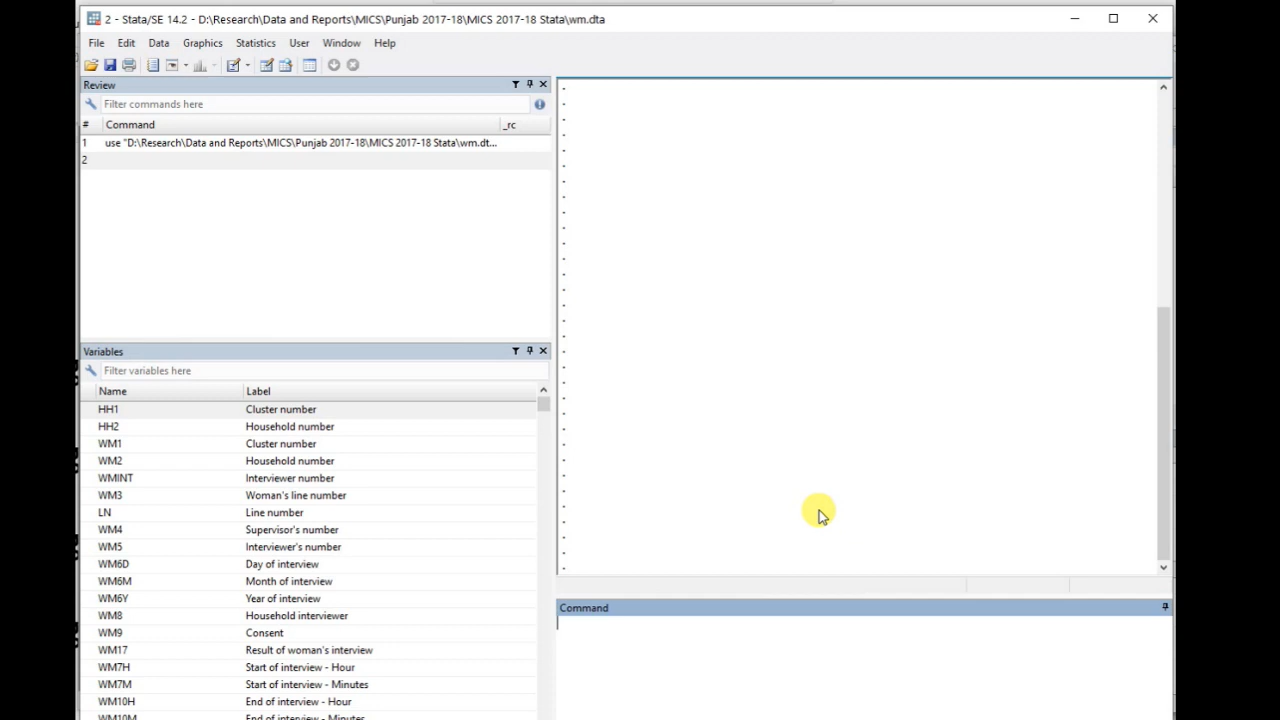 2 - Stata/SE 14.2 - D:\Research\Data and Reports\MICS\Punjab 2017-18\MICS 2017-18 Stata\wm.dta
File Edit Data Graphics Statistics User Window Help
Review
Filter commands here
# Command _rc
1 use "D:\Research\Data and Reports\MICS\Punjab 2017-18\MICS 2017-18 Stata\wm.dt...
2
Variables
Filter variables here
Name Label
HH1 Cluster number
HH2 Household number
WM1 Cluster number
WM2 Household number
WMINT Interviewer number
WM3 Woman's line number
LN Line number
WM4 Supervisor's number
WM5 Interviewer's number
WM6D Day of interview
WM6M Month of interview
WM6Y Year of interview
WM8 Household interviewer
WM9 Consent
WM17 Result of woman's interview
WM7H Start of interview - Hour
WM7M Start of interview - Minutes
WM10H End of interview - Hour
WM10M End of interview - Minutes
Command